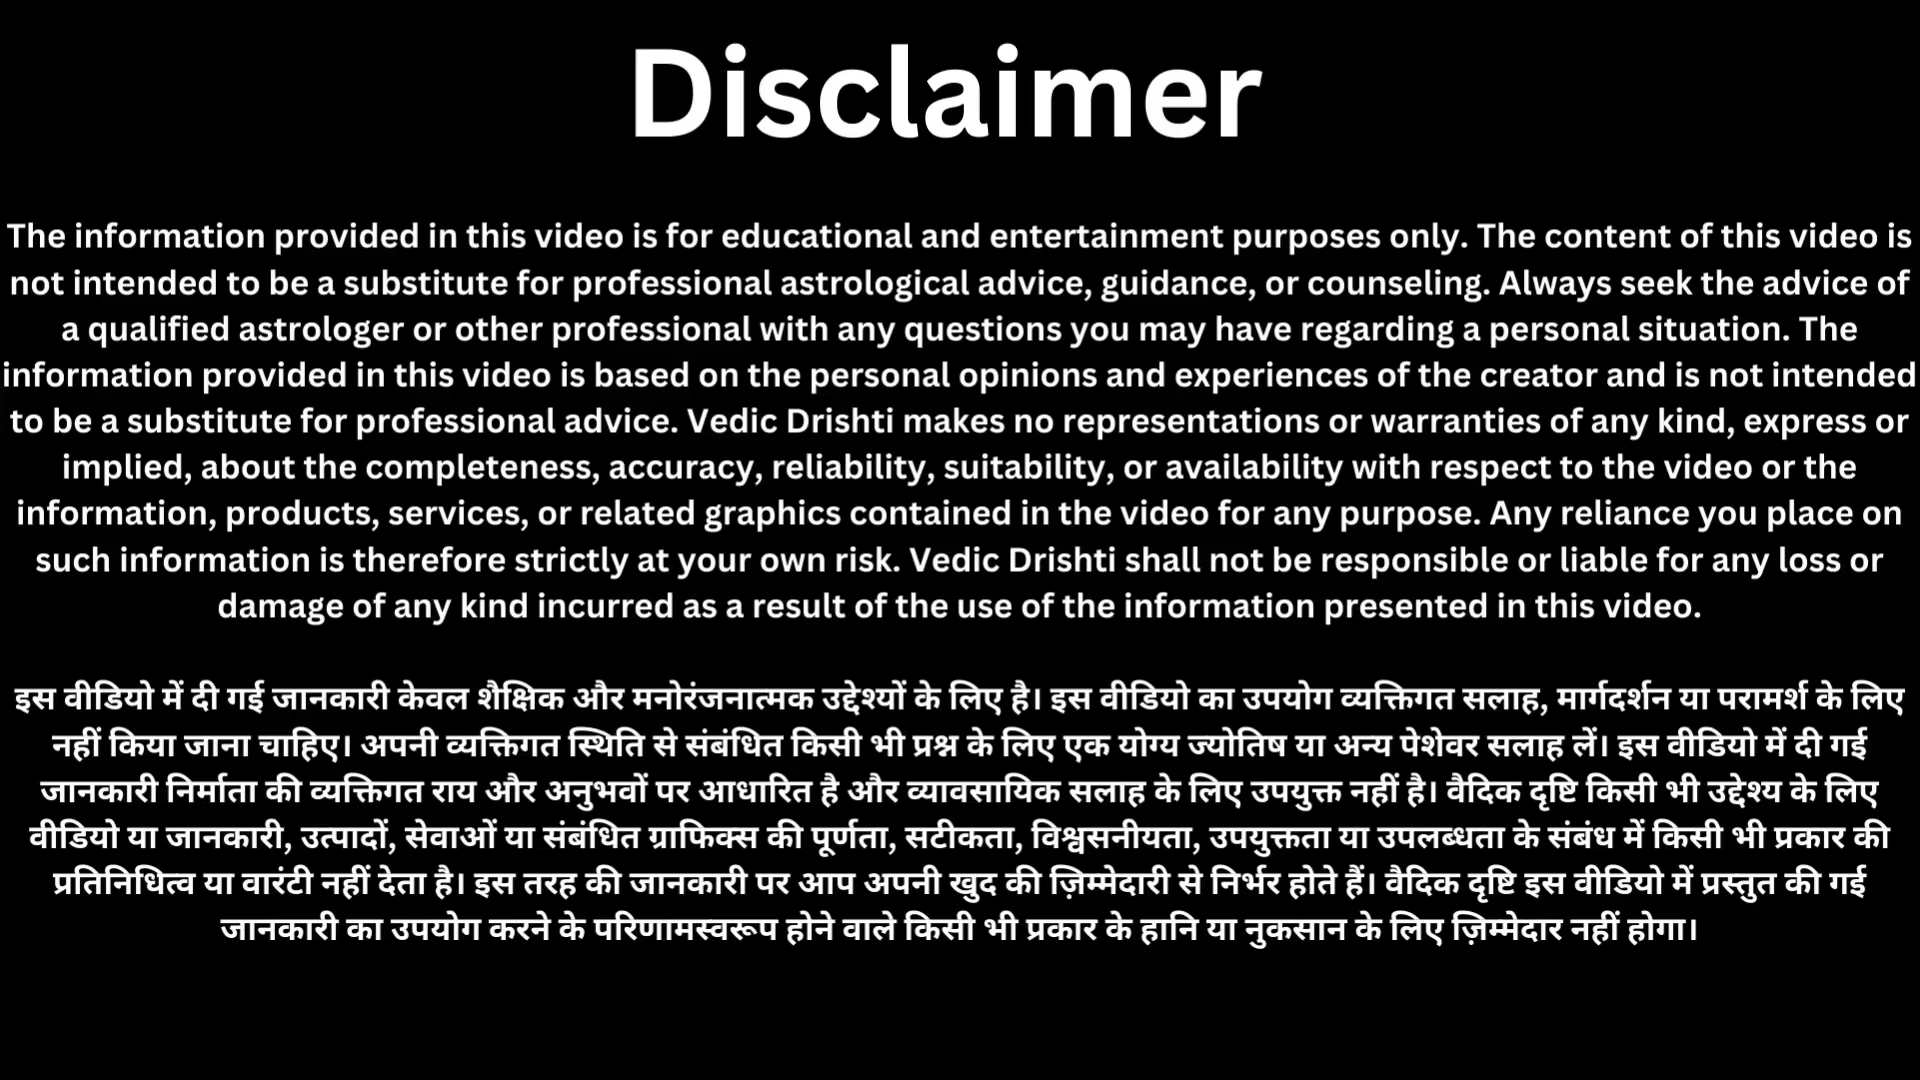 Disclaimer
The information provided in this video is for educational and entertainment purposes only. The content of this video is
not intended to be a substitute for professional astrological advice, guidance, or counseling. Always seek the advice of
a qualified astrologer or other professional with any questions you may have regarding a personal situation. The
information provided in this video is based on the personal opinions and experiences of the creator and is not intended
to be a substitute for professional advice. Vedic Drishti makes no representations or warranties of any kind, express or
implied, about the completeness, accuracy, reliability, suitability, or availability with respect to the video or the
information, products, services, or related graphics contained in the video for any purpose. Any reliance you place on
such information is therefore strictly at your own risk. Vedic Drishti shall not be responsible or liable for any loss or
damage of any kind incurred as a result of the use of the information presented in this video.
इस वीडियो में दी गई जानकारी केवल शैक्षिक और मनोरंजनात्मक उद्देश्यों के लिए है। इस वीडियो का उपयोग व्यक्तिगत सलाह, मार्गदर्शन या परामर्श के लिए
नहीं किया जाना चाहिए। अपनी व्यक्तिगत स्थिति से संबंधित किसी भी प्रश्न के लिए एक योग्य ज्योतिष या अन्य पेशेवर सलाह लें। इस वीडियो में दी गई
जानकारी निर्माता की व्यक्तिगत राय और अनुभवों पर आधारित है और व्यावसायिक सलाह के लिए उपयुक्त नहीं है। वैदिक दृष्टि किसी भी उद्देश्य के लिए
वीडियो या जानकारी, उत्पादों, सेवाओं या संबंधित ग्राफिक्स की पूर्णता, सटीकता, विश्वसनीयता, उपयुक्तता या उपलब्धता के संबंध में किसी भी प्रकार की
प्रतिनिधित्व या वारंटी नहीं देता है। इस तरह की जानकारी पर आप अपनी खुद की ज़िम्मेदारी से निर्भर होते हैं। वैदिक दृष्टि इस वीडियो में प्रस्तुत की गई
जानकारी का उपयोग करने के परिणामस्वरूप होने वाले किसी भी प्रकार के हानि या नुकसान के लिए ज़िम्मेदार नहीं होगा।